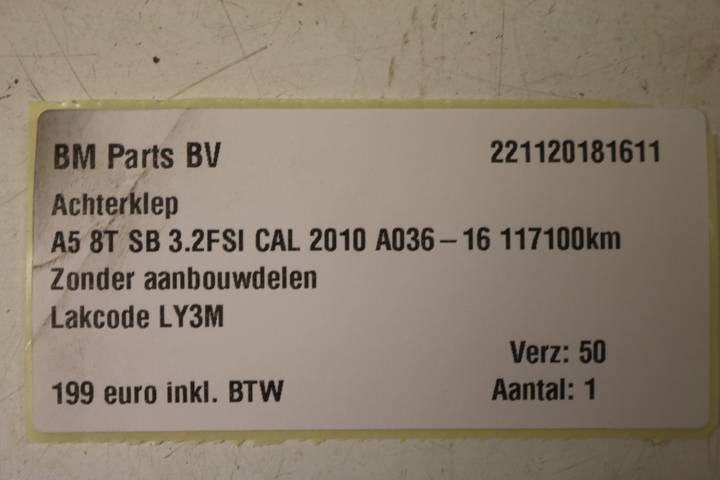 BM Parts BV 221120181611
Achterklep
A5 8T SB 3.2FSI CAL 2010 A036-16 117100km
Zonder aanbouwdelen
Lakcode LY3M
Verz: 50
199 euro inkl. BTW Aantal: 1